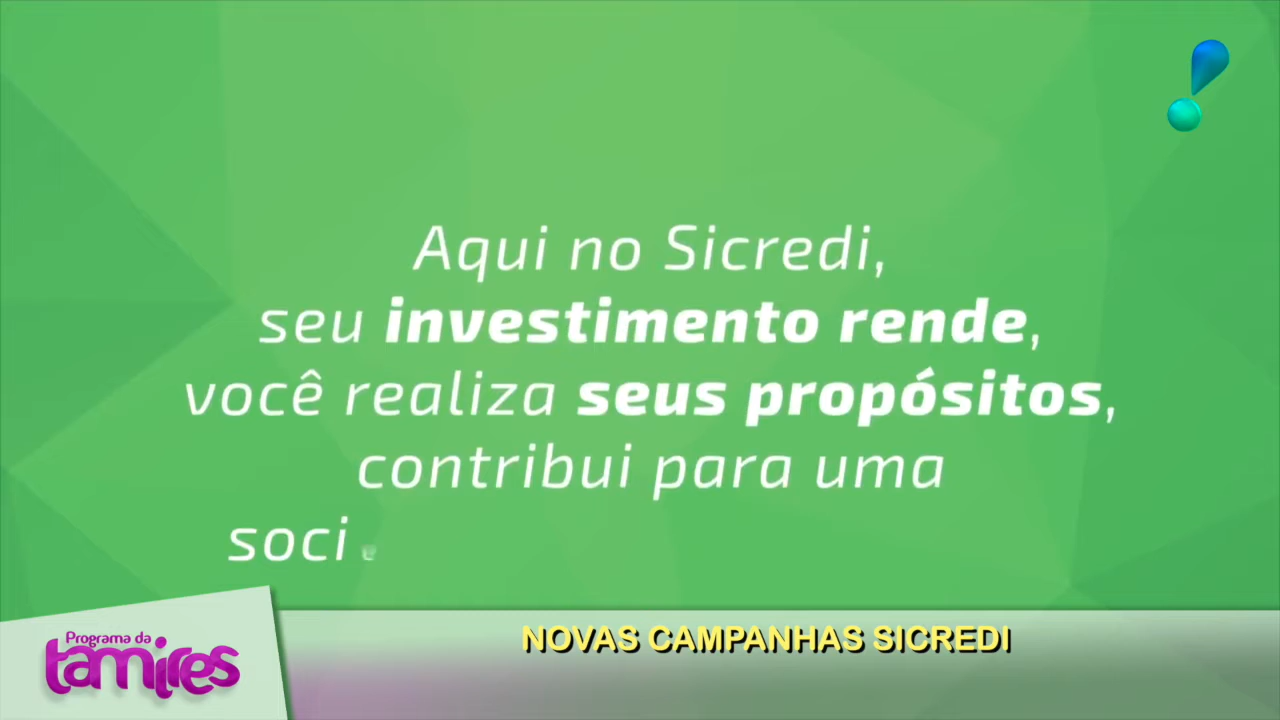 Aqui no Sicredi,
seu investimento rende,
você realiza seus propósitos,
contribui para uma
soci e
Programa da
tamires
NOVAS CAMPANHAS SICREDI